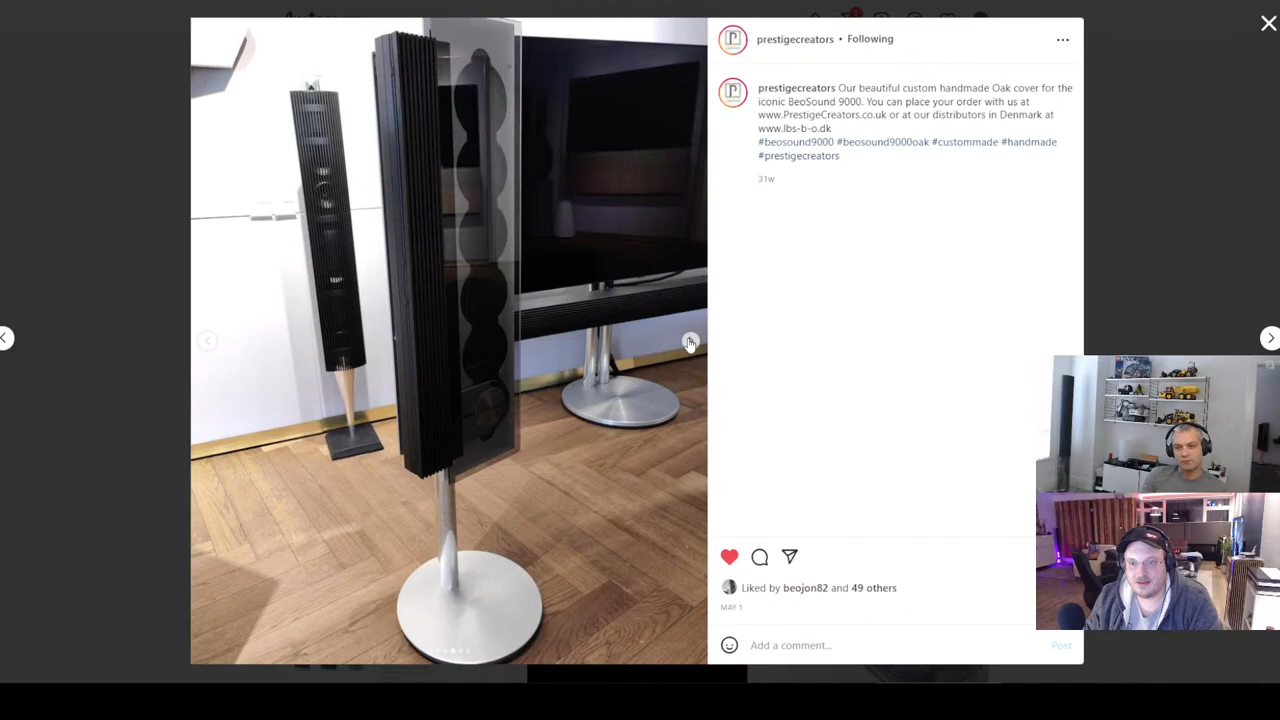 prestigecreators • Following
prestigecreators Our beautiful custom handmade Oak cover for the
iconic BeoSound 9000. You can place your order with us at
www.PrestigeCreators.co.uk or at our distributors in Denmark at
www.lbs-b-o.dk
#beosound9000 #beosound9000oak #custommade #handmade
#prestigecreators
31w
Liked by beojon82 and 49 others
MAY 1
Add a comment...
Post